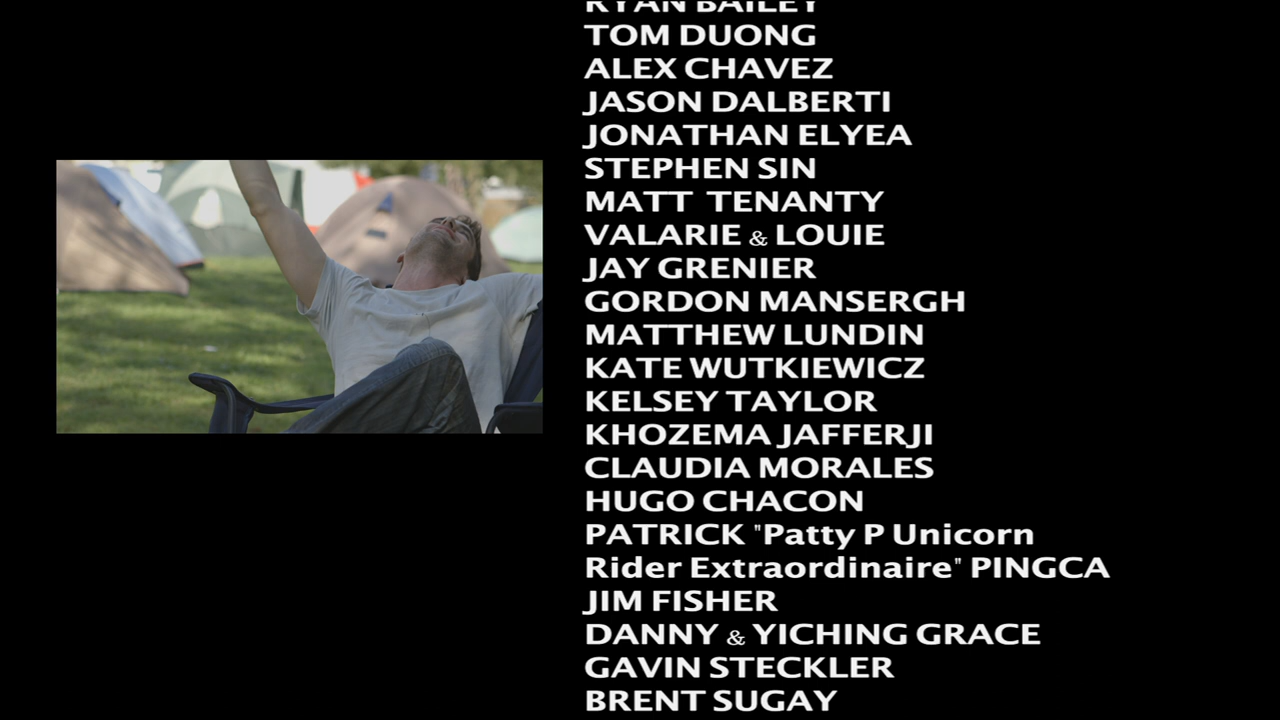 RYAN BAILEY
TOM DUONG
ALEX CHAVEZ
JASON DALBERTI
JONATHAN ELYEA
STEPHEN SIN
MATT TENANTY
VALARIE & LOUIE
JAY GRENIER
GORDON MANSERGH
MATTHEW LUNDIN
KATE WUTKIEWICZ
KELSEY TAYLOR
KHOZEMA JAFFERJI
CLAUDIA MORALES
HUGO CHACON
PATRICK "Patty P Unicorn
Rider Extraordinaire" PINGCA
JIM FISHER
DANNY & YICHING GRACE
GAVIN STECKLER
BRENT SUGAY